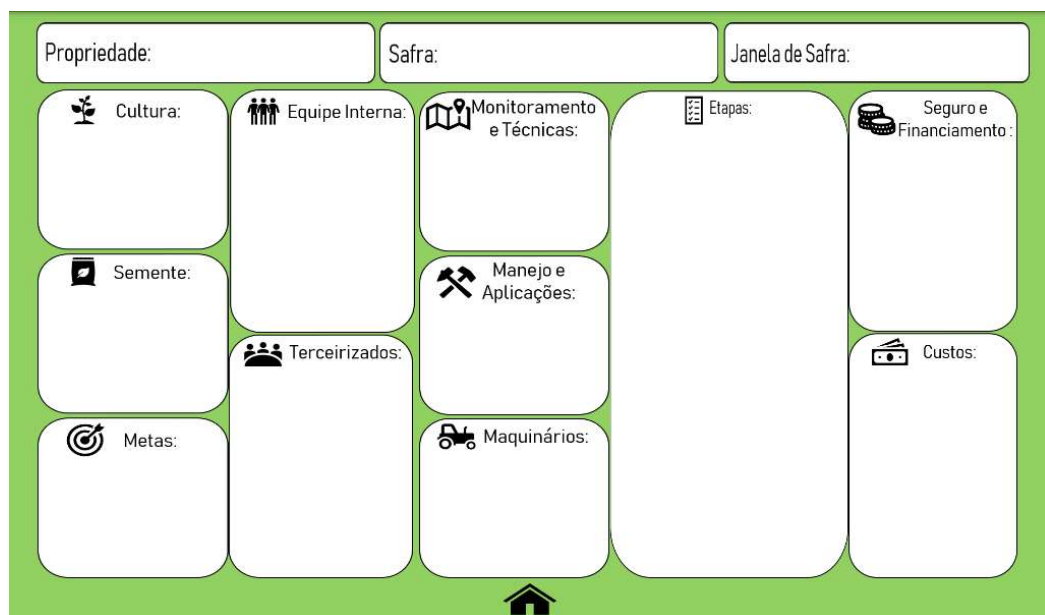 Propriedade:
Safra:
Janela de Safra:
Cultura:
Semente:
Metas:
Equipe Interna:
Terceirizados:
Monitoramento
e Técnicas:
Manejo e
Aplicações:
Maquinários:
Etapas:
Seguro e
Financiamento :
Custos: